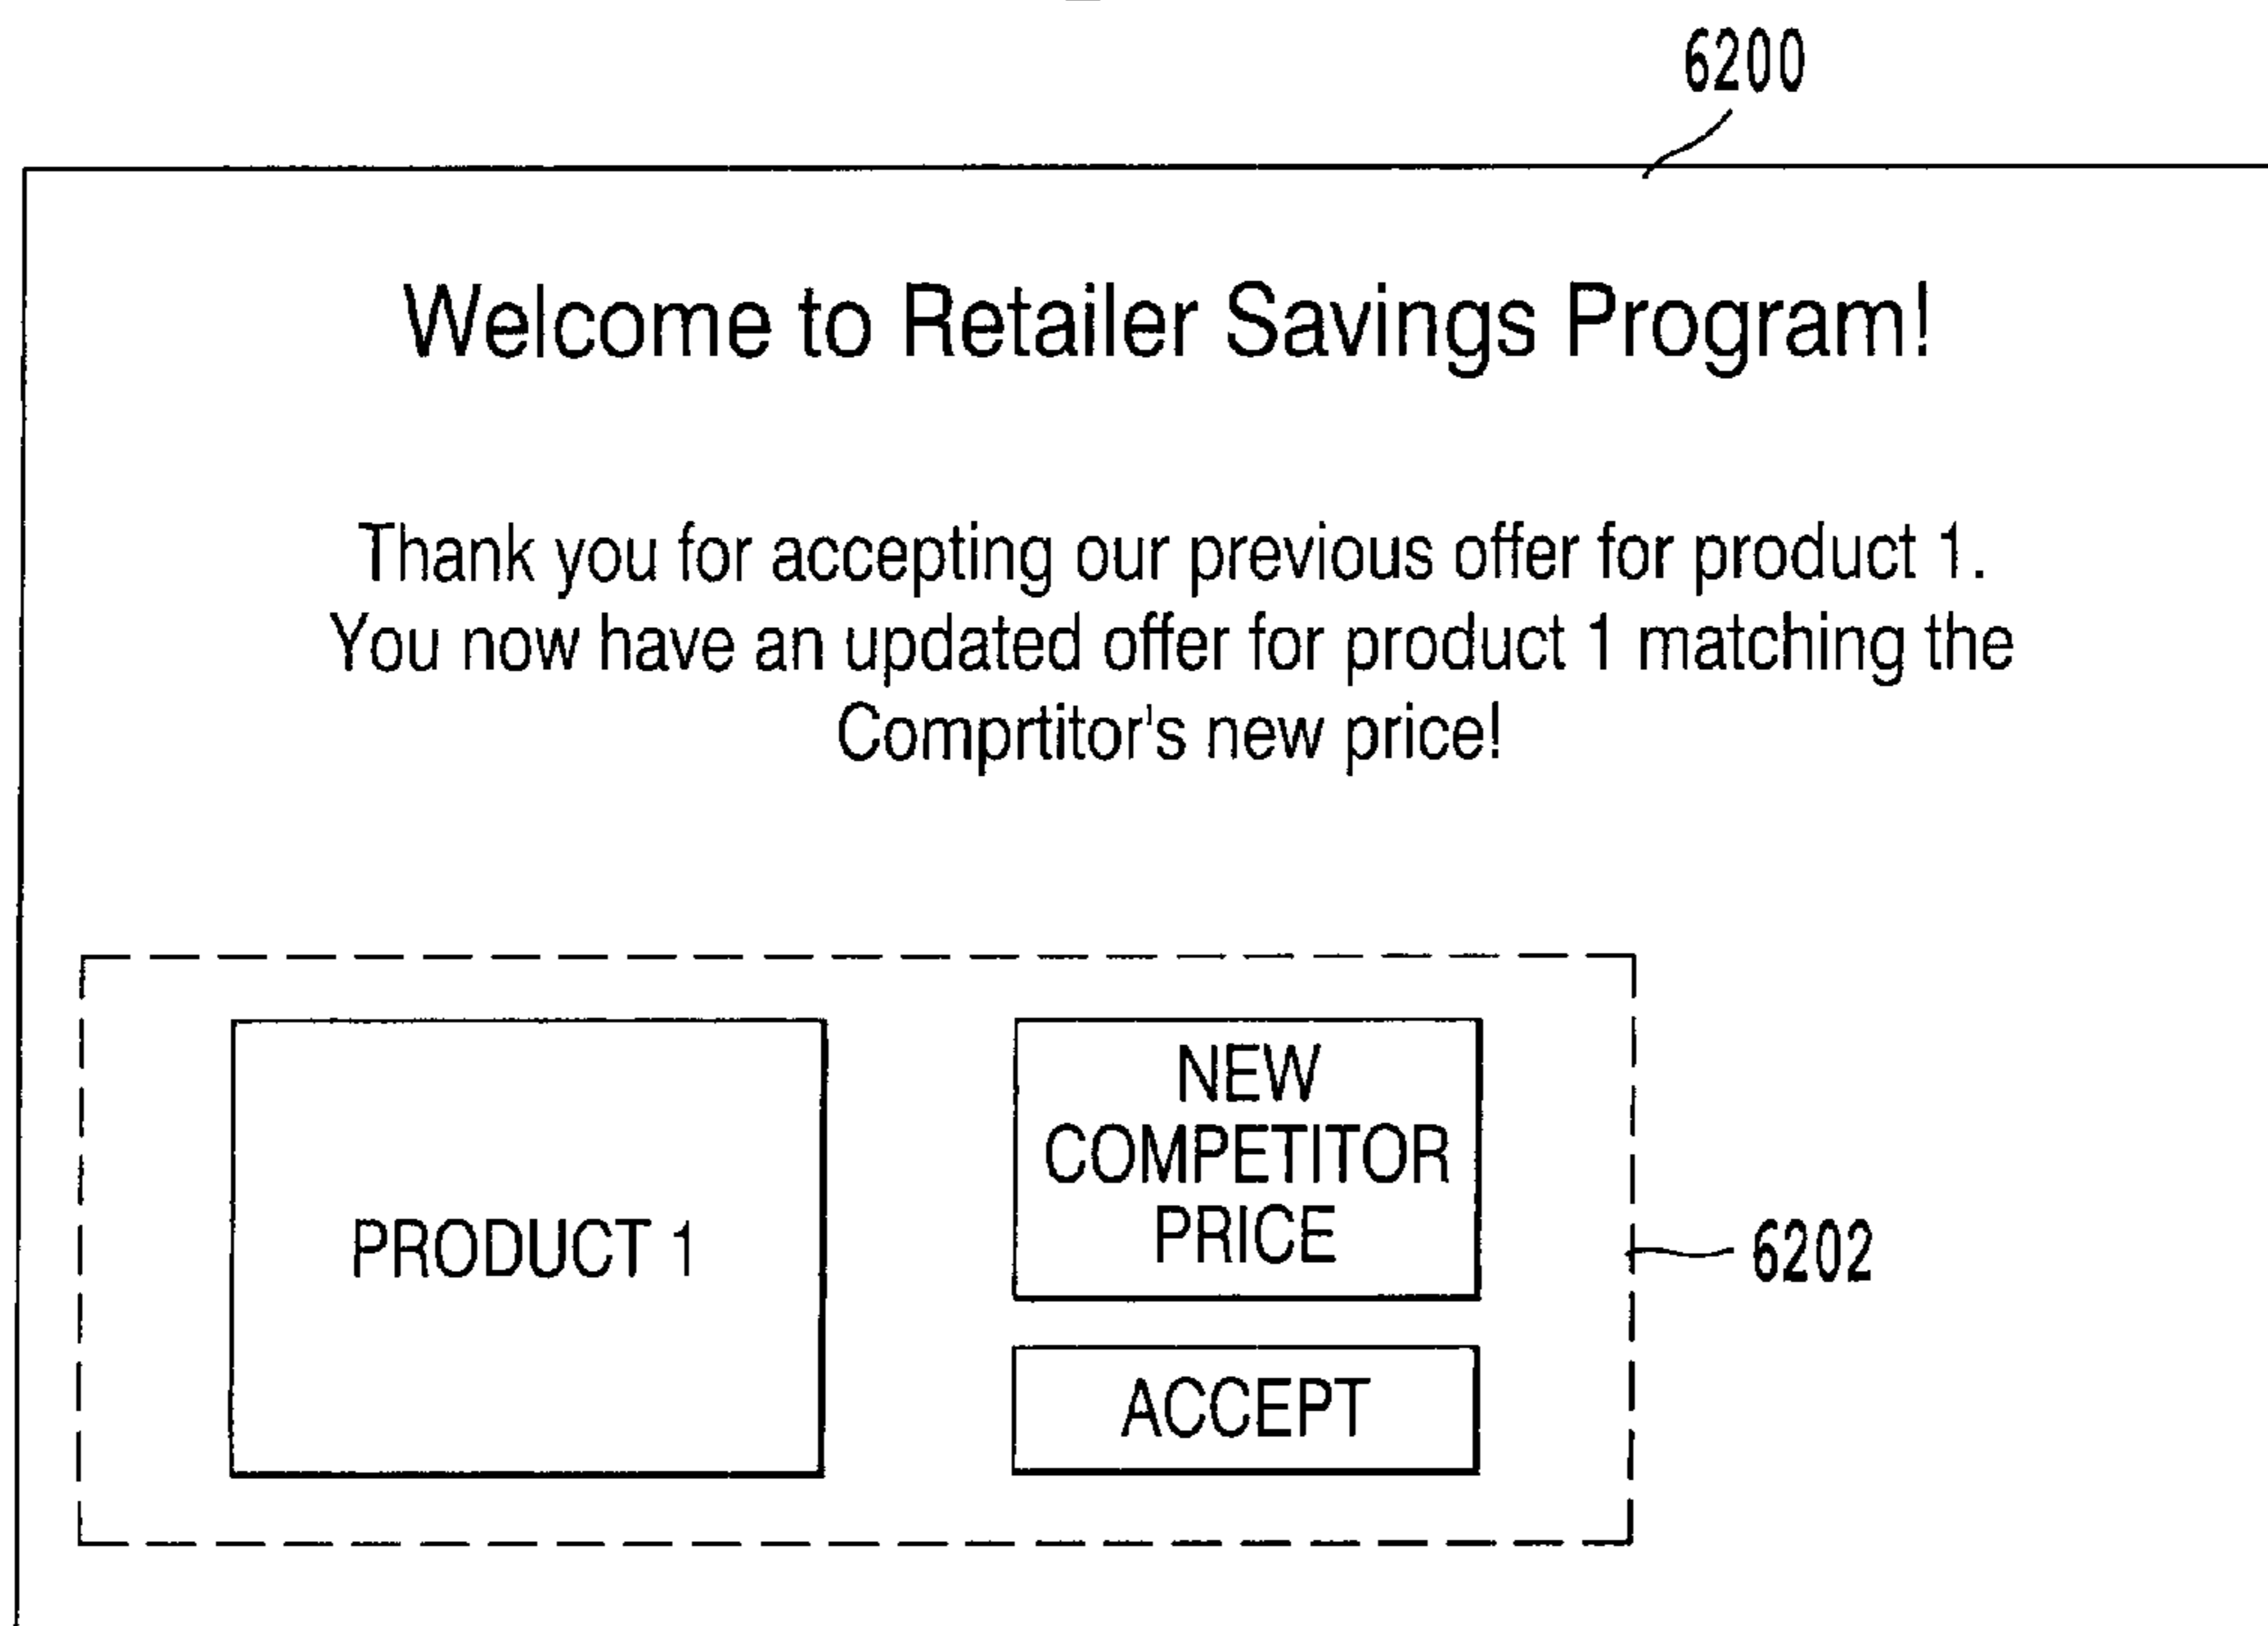 6200
Welcome to Retailer Savings Program!
Thank you for accepting our previous offer for product 1.
You now have an updated offer for product 1 matching the
Comprtitor's new price!
PRODUCT 1
NEW
COMPETITOR
PRICE
ACCEPT
6202